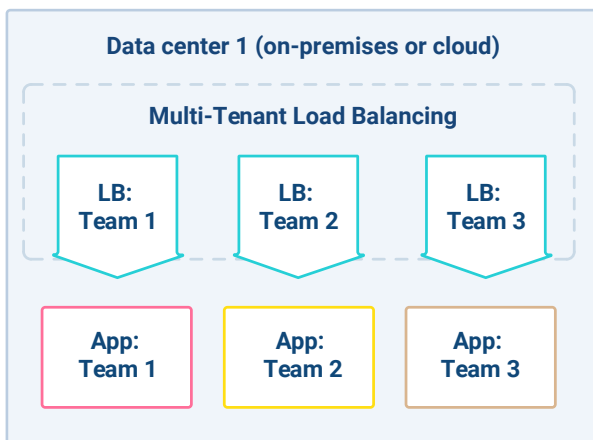 Data center 1 (on-premises or cloud)
Multi-Tenant Load Balancing
LB:
Team 1
LB:
Team 2
LB:
Team 3
App:
Team 1
App:
Team 2
App:
Team 3